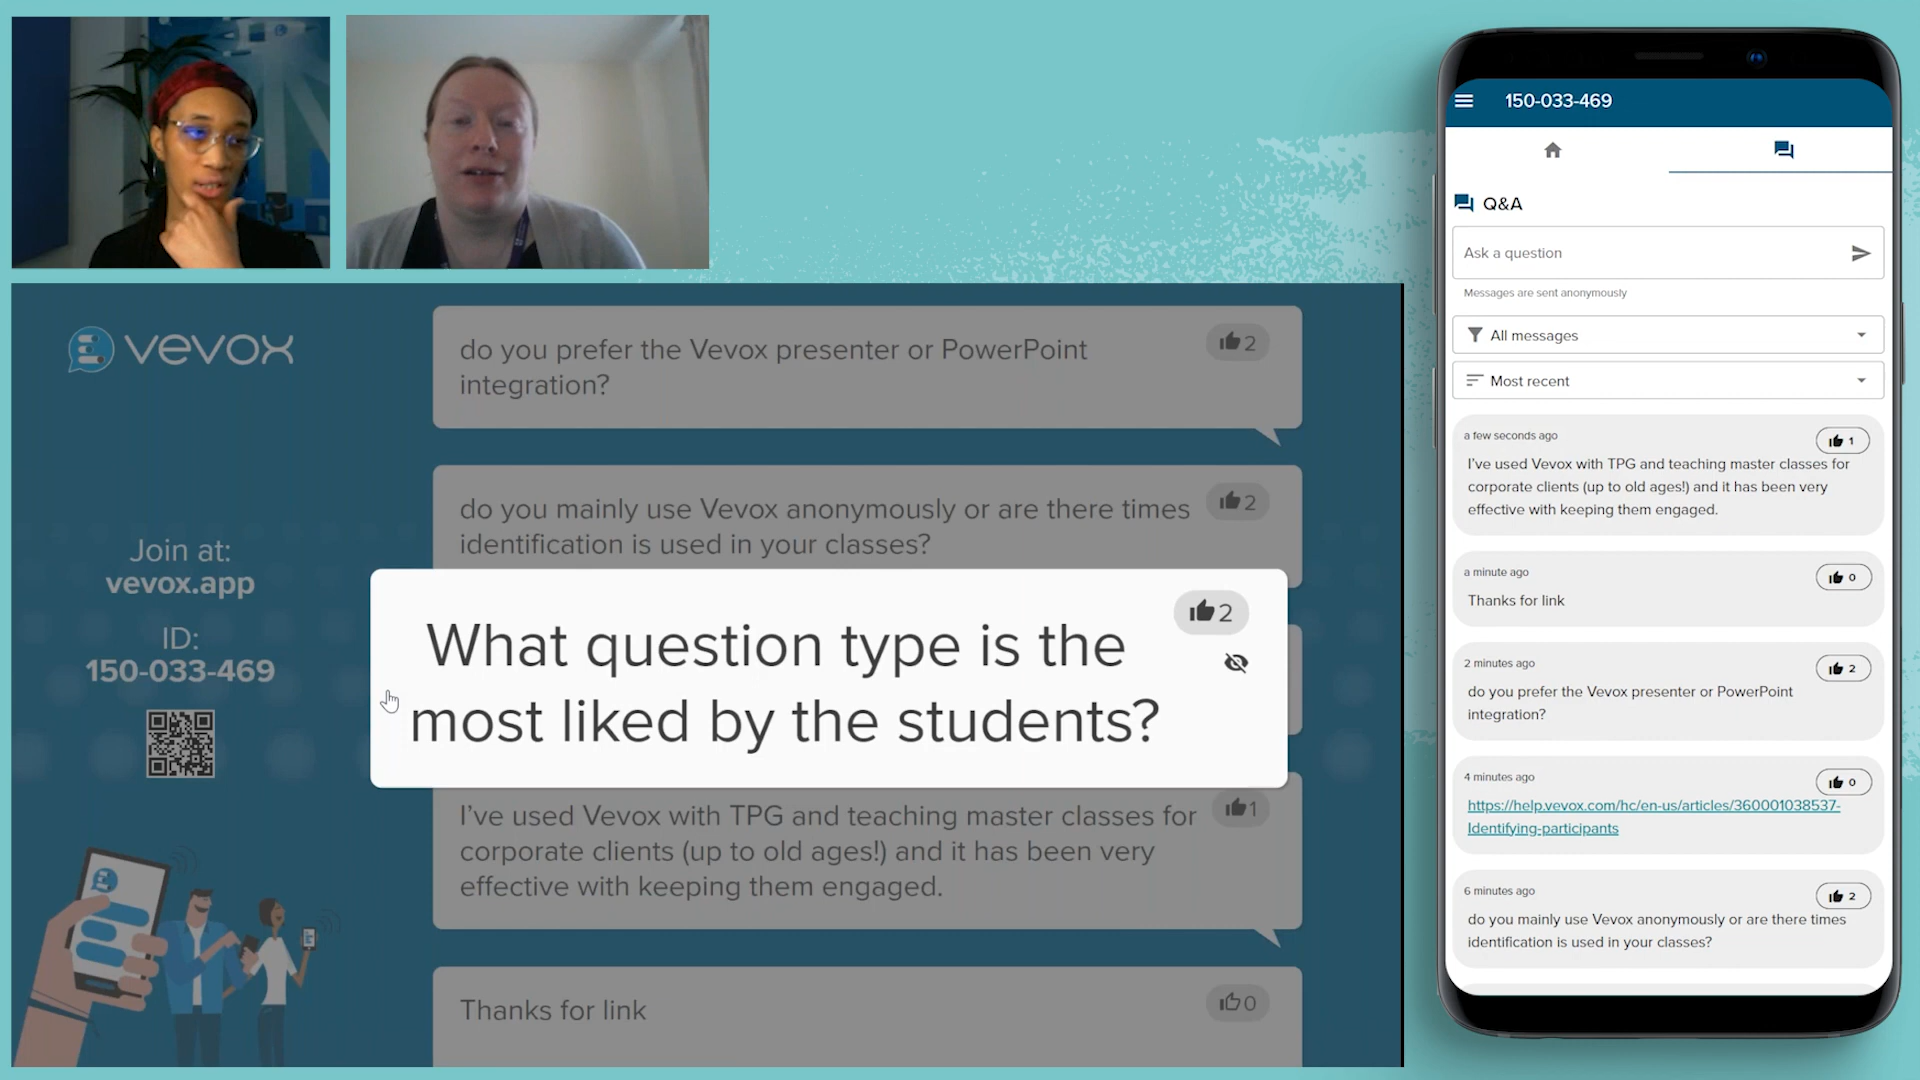 vevox
Join at:
vevox.app
ID:
150-033-469
do you prefer the Vevox presenter or PowerPoint
integration?
2
do you mainly use Vevox anonymously or are there times
identification is used in your classes?
2
What question type is the
most liked by the students?
2
I've used Vevox with TPG and teaching master classes for
corporate clients (up to old ages!) and it has been very
effective with keeping them engaged.
1
Thanks for link
0
150-033-469
Q&A
Ask a question
Messages are sent anonymously
All messages
Most recent
a few seconds ago
1
I've used Vevox with TPG and teaching master classes for
corporate clients (up to old ages!) and it has been very
effective with keeping them engaged.
a minute ago
0
Thanks for link
2 minutes ago
2
do you prefer the Vevox presenter or PowerPoint
integration?
4 minutes ago
0
https://help.vevox.com/hc/en-us/articles/360001038537-
Identifying-participants
6 minutes ago
2
do you mainly use Vevox anonymously or are there times
identification is used in your classes?